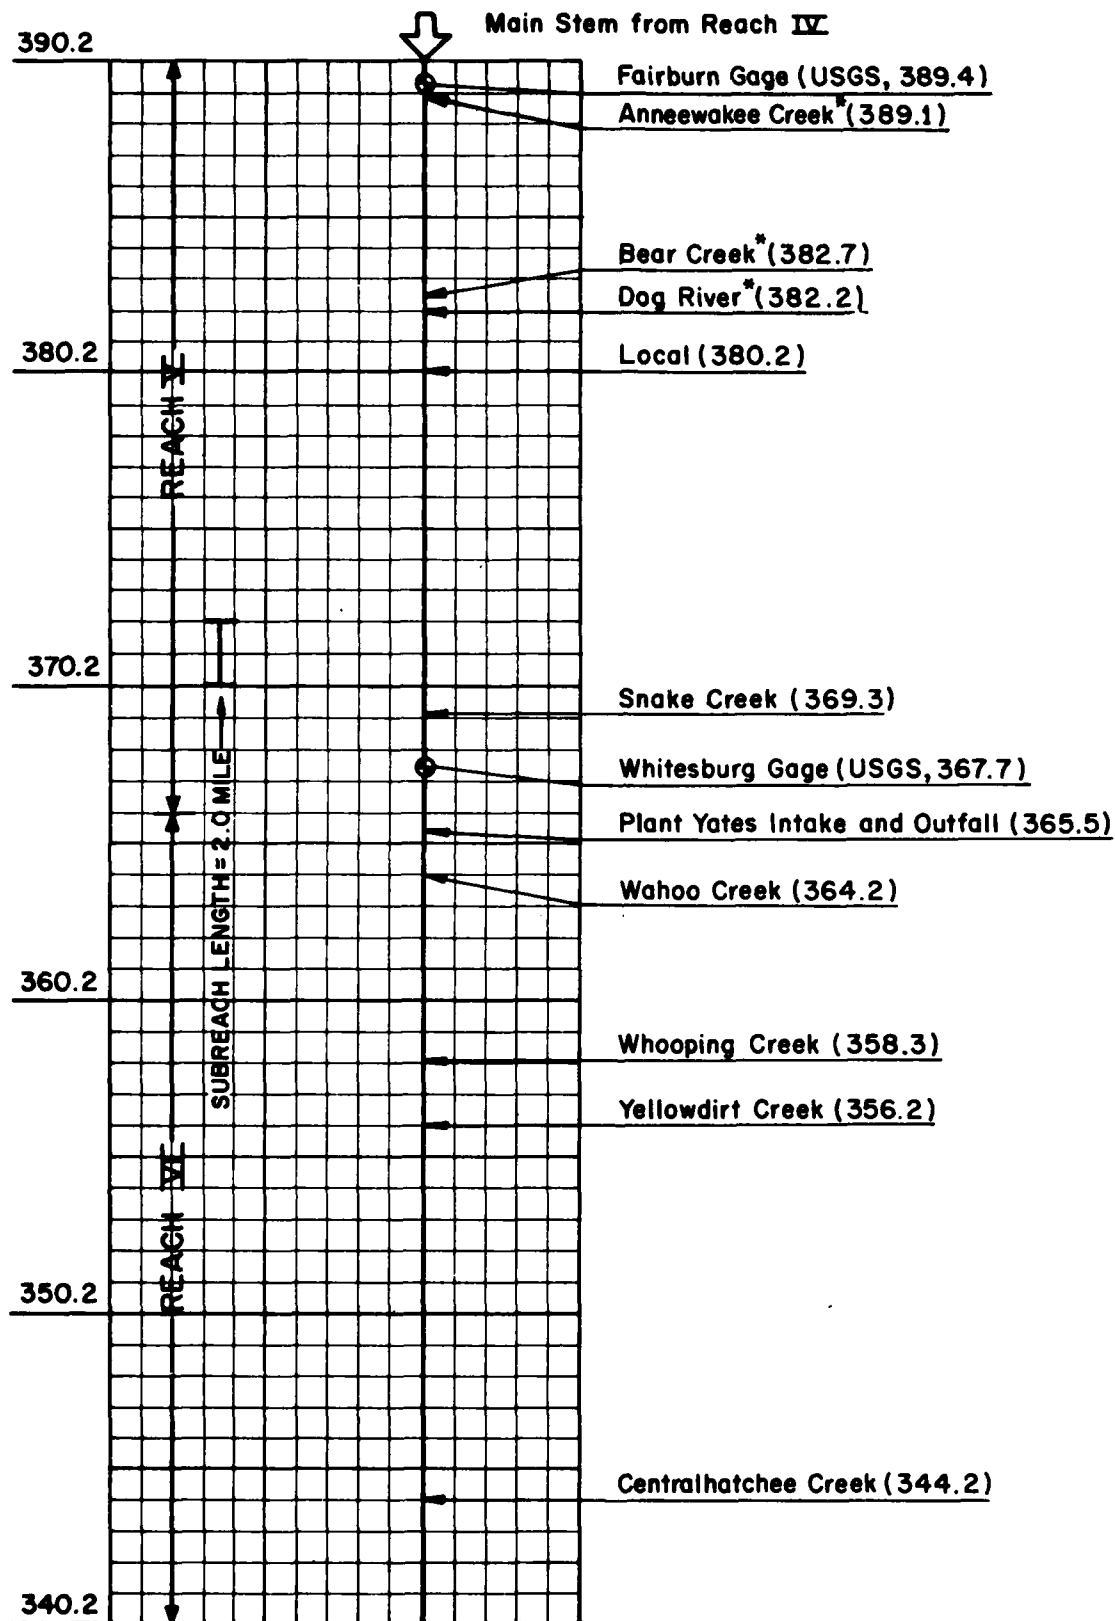 Main Stem from Reach IV
390.2
Fairburn Gage (USGS, 389.4)
Anneewakee Creek* (389.1)
Bear Creek* (382.7)
Dog River* (382.2)
380.2
Local (380.2)
REACH V
370.2
Snake Creek (369.3)
Whitesburg Gage (USGS, 367.7)
Plant Yates Intake and Outfall (365.5)
SUBREACH LENGTH = 2.0 MILE
Wahoo Creek (364.2)
360.2
Whooping Creek (358.3)
Yellowdirt Creek (356.2)
REACH VI
350.2
Centralhatchee Creek (344.2)
340.2